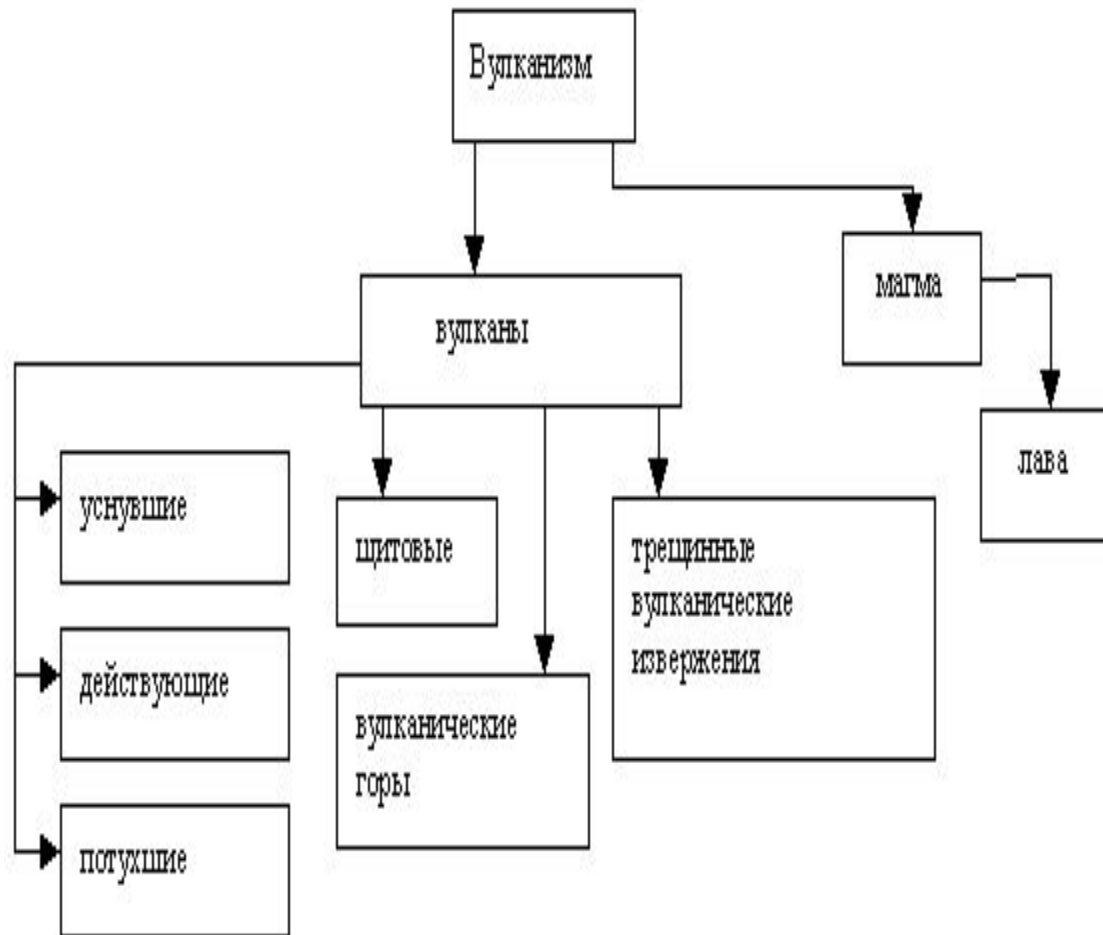 Вулканизм
магма
вулканы
лава
уснувшие
щитовые
трещинные
вулканические
извержения
действующие
вулканические
горы
потухшие